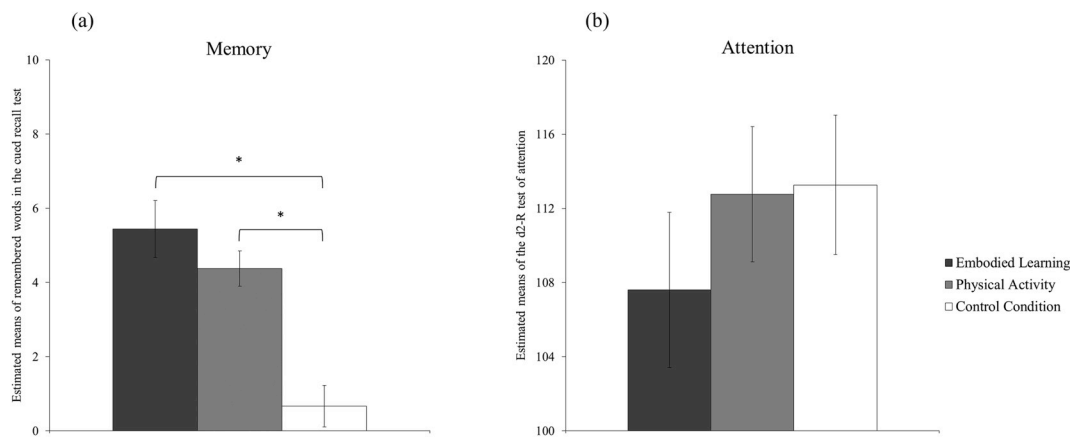 (a)
Memory
Estimated means of remembered words in the cued recall test
10
8
6
4
2
0
*
*
(b)
Attention
Estimated means of the d2-R test of attention
120
116
112
108
104
100
Embodied Learning
Physical Activity
Control Condition